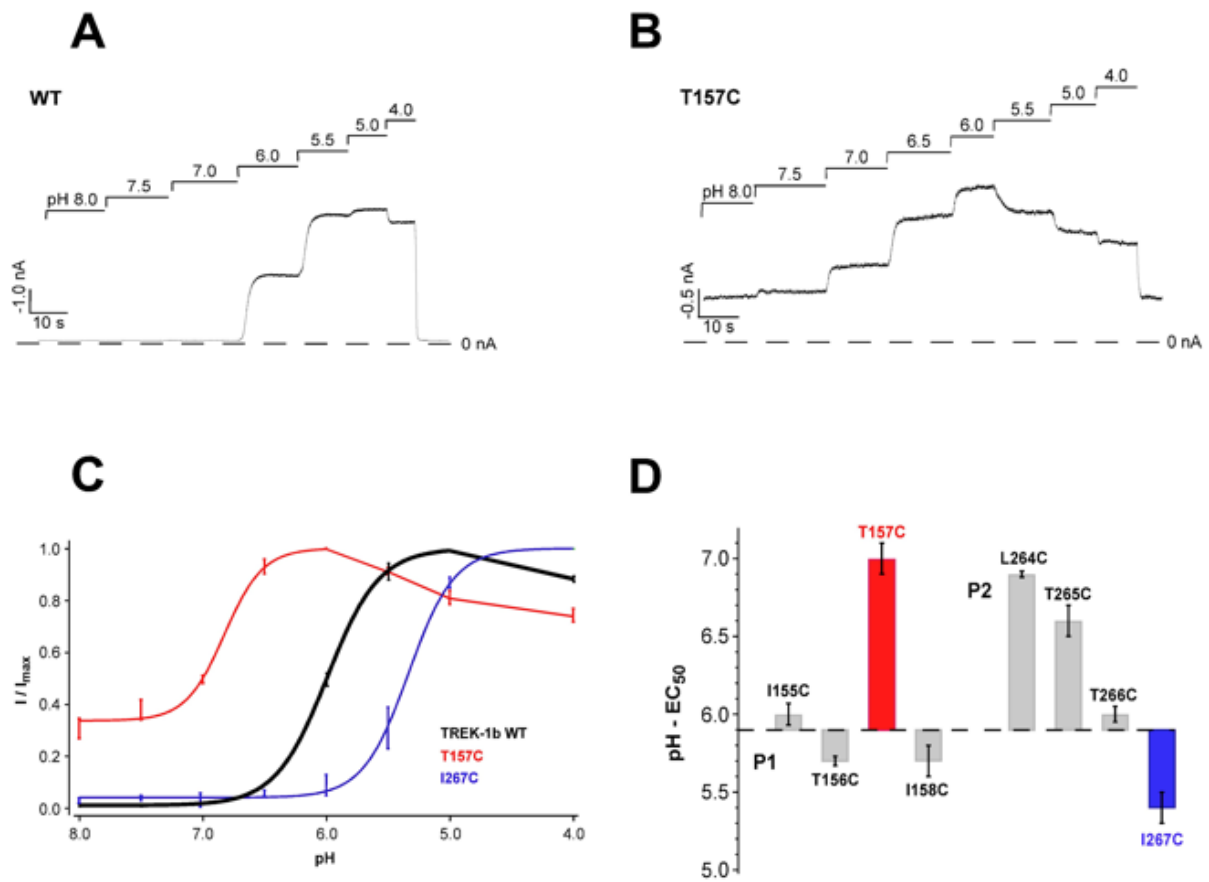 A
WT
pH 8.0
7.5
7.0
6.0
5.5
5.0
4.0
-1.0 nA
10 s
0 nA
B
T157C
pH 8.0
7.5
7.0
6.5
6.0
5.5
5.0
4.0
-0.5 nA
10 s
0 nA
C
I / Imax
1.0
0.8
0.6
0.4
0.2
0.0
8.0 7.0 6.0 5.0 4.0
pH
TREK-1b WT
T157C
I267C
D
pH - EC50
7.0
6.5
6.0
5.5
5.0
P1
I155C
T156C
T157C
I158C
P2
L264C
T265C
T266C
I267C